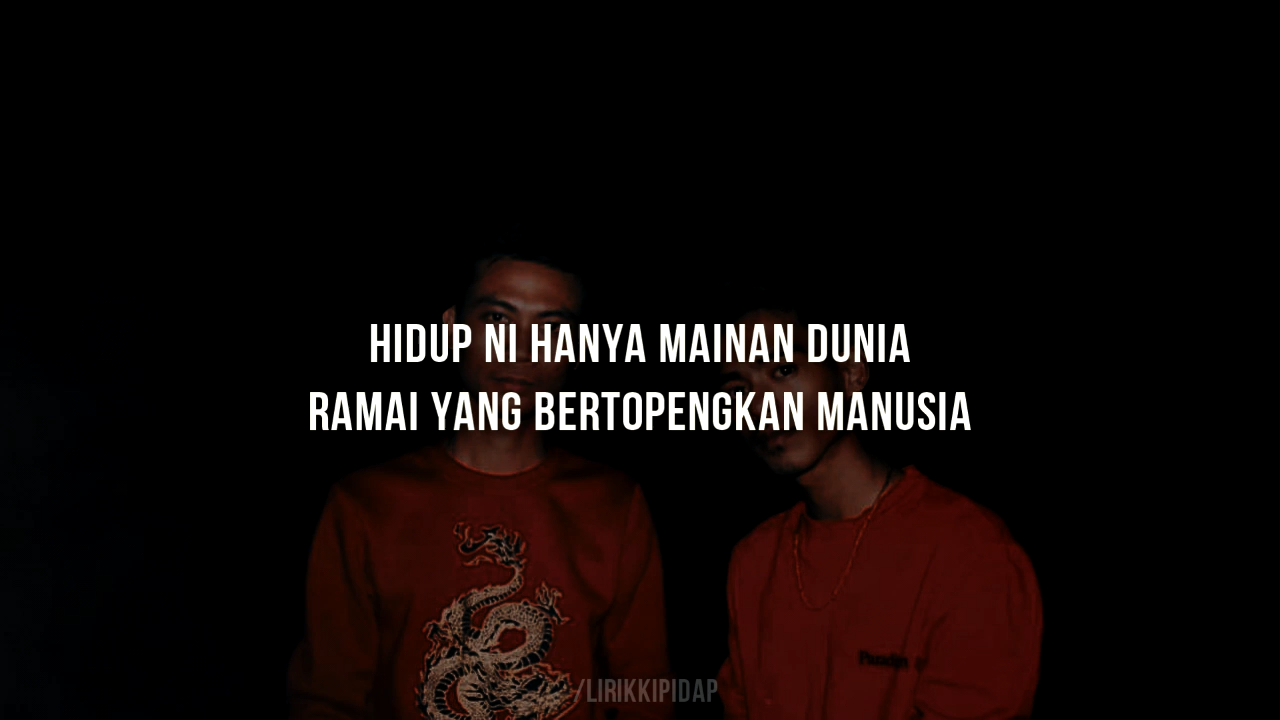 HIDUP NI HANYA MAINAN DUNIA
RAMAI YANG BERTOPENGKAN MANUSIA
/LIRIKKIPIDAP